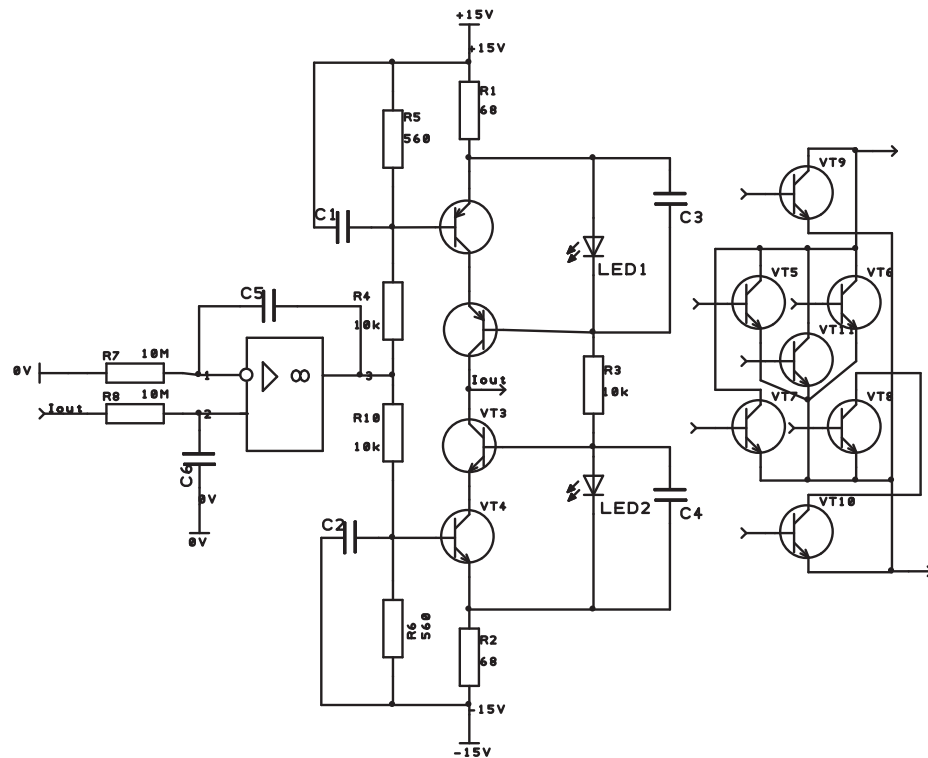 +15V
+15V
R1
68
R5
560
VT9
C1
C3
LED1
VT5
VT6
C5
R4
10k
VT11
R7
10M
0V
1
∞
3
R3
10k
Iout
R8
10M
Iout
2
R10
10k
VT3
VT7
VT8
C6
0V
0V
LED2
C4
C2
VT4
VT10
R6
560
R2
68
-15V
-15V